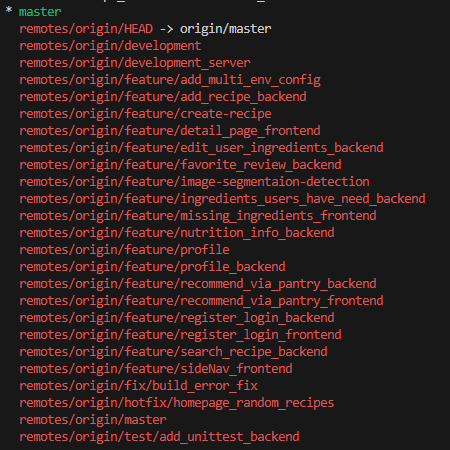 * master
remotes/origin/HEAD -> origin/master
remotes/origin/development
remotes/origin/development_server
remotes/origin/feature/add_multi_env_config
remotes/origin/feature/add_recipe_backend
remotes/origin/feature/create-recipe
remotes/origin/feature/detail_page_frontend
remotes/origin/feature/edit_user_ingredients_backend
remotes/origin/feature/favorite_review_backend
remotes/origin/feature/image-segmentaion-detection
remotes/origin/feature/ingredients_users_have_need_backend
remotes/origin/feature/missing_ingredients_frontend
remotes/origin/feature/nutrition_info_backend
remotes/origin/feature/profile
remotes/origin/feature/profile_backend
remotes/origin/feature/recommend_via_pantry_backend
remotes/origin/feature/recommend_via_pantry_frontend
remotes/origin/feature/register_login_backend
remotes/origin/feature/register_login_frontend
remotes/origin/feature/search_recipe_backend
remotes/origin/feature/sideNav_frontend
remotes/origin/fix/build_error_fix
remotes/origin/hotfix/homepage_random_recipes
remotes/origin/master
remotes/origin/test/add_unittest_backend